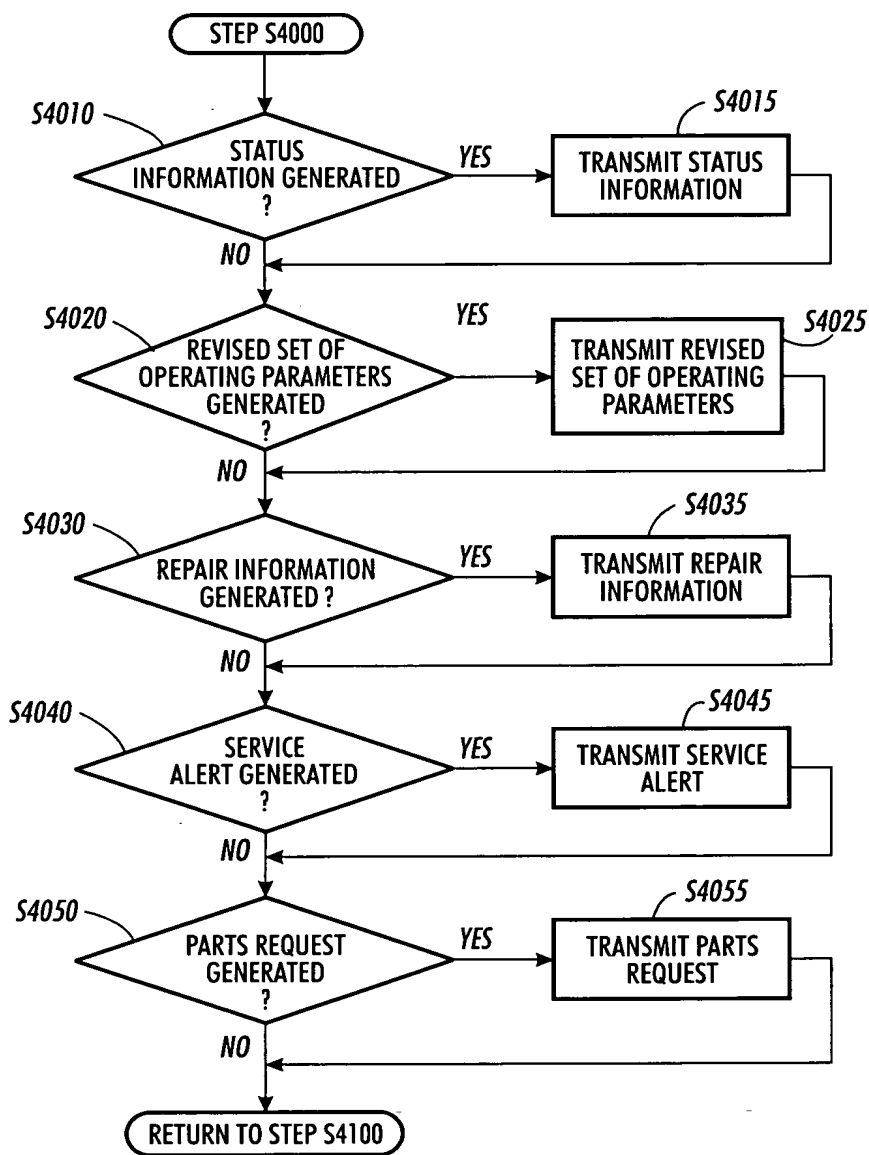 STEP S4000
S4010
STATUS
INFORMATION GENERATED
?
YES
S4015
TRANSMIT STATUS
INFORMATION
NO
S4020
REVISED SET OF
OPERATING PARAMETERS
GENERATED
?
YES
S4025
TRANSMIT REVISED
SET OF OPERATING
PARAMETERS
NO
S4030
REPAIR INFORMATION
GENERATED ?
YES
S4035
TRANSMIT REPAIR
INFORMATION
NO
S4040
SERVICE
ALERT GENERATED
?
YES
S4045
TRANSMIT SERVICE
ALERT
NO
S4050
PARTS REQUEST
GENERATED
?
YES
S4055
TRANSMIT PARTS
REQUEST
NO
RETURN TO STEP S4100